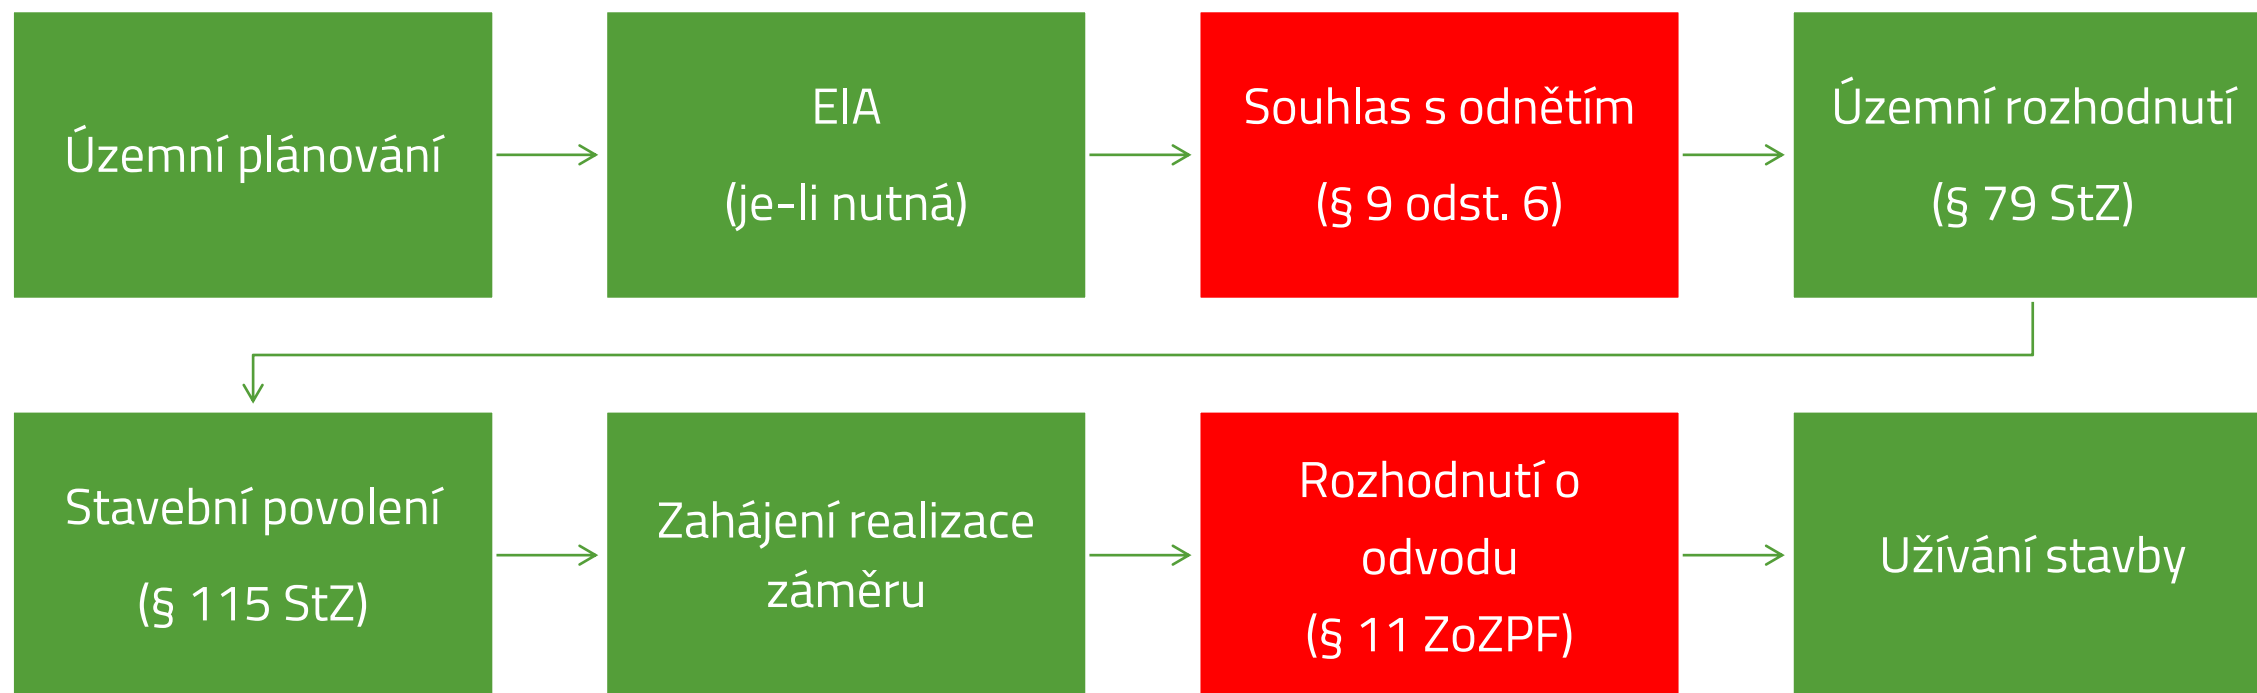 Územní plánování
EIA
(je-li nutná)
Souhlas s odnětím
(§ 9 odst. 6)
Územní rozhodnutí
(§ 79 StZ)
Stavební povolení
(§ 115 StZ)
Zahájení realizace
záměru
Rozhodnutí o
odvodu
(§ 11 ZoZPF)
Užívání stavby